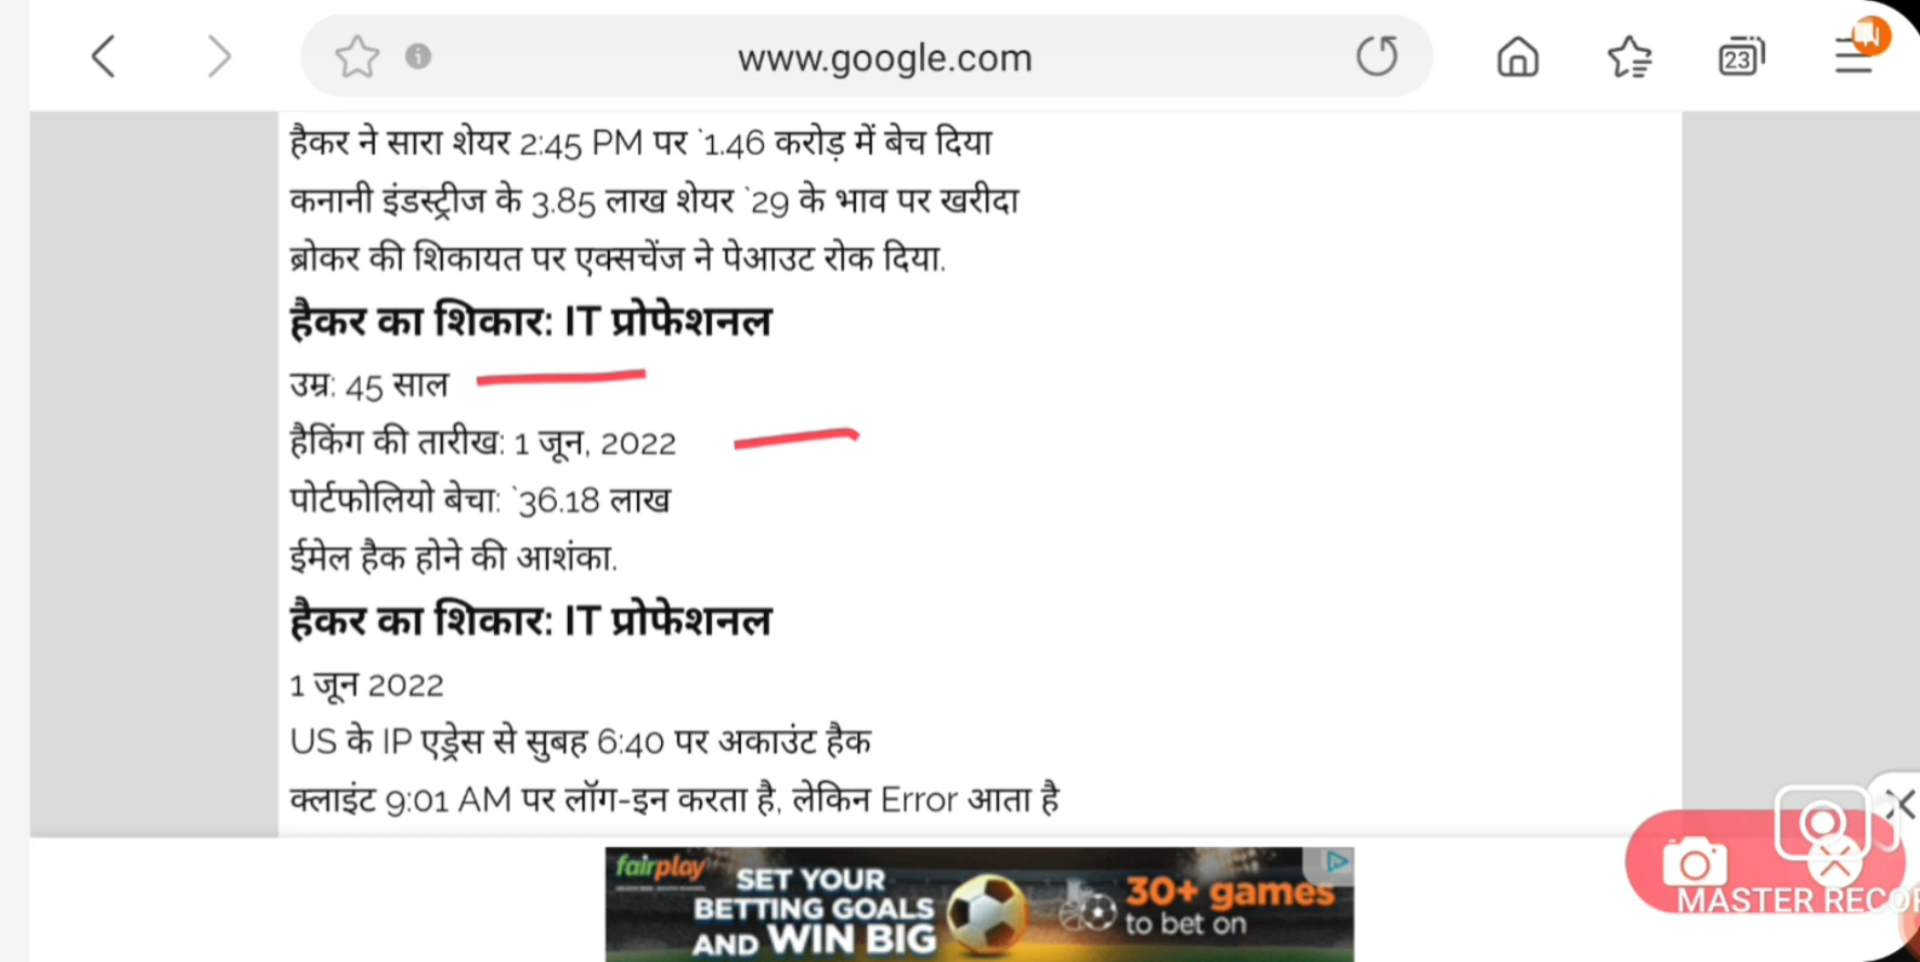 www.google.com
23
हैकर ने सारा शेयर 2:45 PM पर `1.46 करोड़ में बेच दिया
कनानी इंडस्ट्रीज के 3.85 लाख शेयर `29 के भाव पर खरीदा
ब्रोकर की शिकायत पर एक्सचेंज ने पेआउट रोक दिया.
हैकर का शिकार: IT प्रोफेशनल
उम्र: 45 साल
हैकिंग की तारीख: 1 जून, 2022
पोर्टफोलियो बेचा: `36.18 लाख
ईमेल हैक होने की आशंका.
हैकर का शिकार: IT प्रोफेशनल
1 जून 2022
US के IP एड्रेस से सुबह 6:40 पर अकाउंट हैक
क्लाइंट 9:01 AM पर लॉग-इन करता है, लेकिन Error आता है
fairplay
SET YOUR
BETTING GOALS
AND WIN BIG
30+ games
to bet on
MASTER RECOR